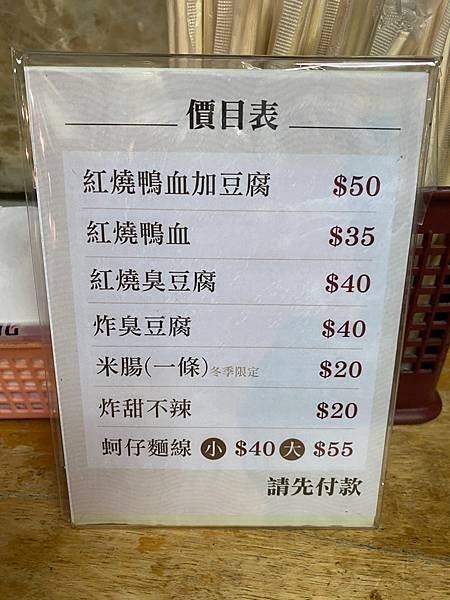 價目表
紅燒鴨血加豆腐 $50
紅燒鴨血 $35
紅燒臭豆腐 $40
炸臭豆腐 $40
米腸(一條)冬季限定 $20
炸甜不辣 $20
蚵仔麵線 小 $40 大 $55
請先付款